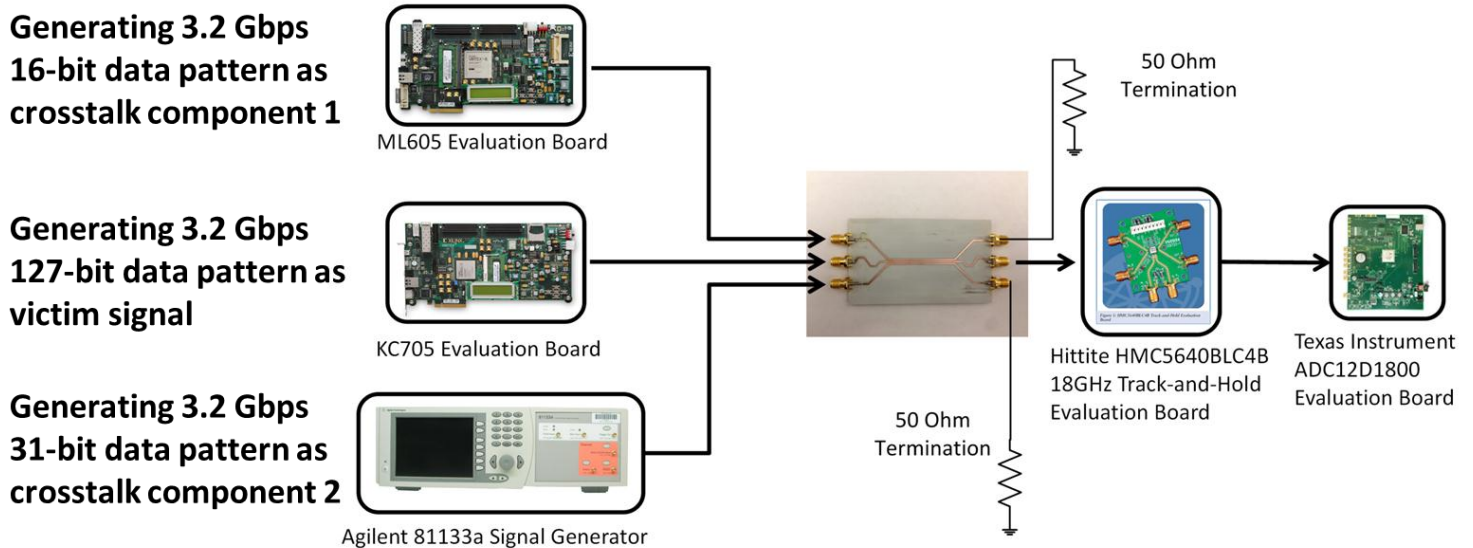 Generating 3.2 Gbps
16-bit data pattern as
crosstalk component 1
ML605 Evaluation Board
Generating 3.2 Gbps
127-bit data pattern as
victim signal
KC705 Evaluation Board
Generating 3.2 Gbps
31-bit data pattern as
crosstalk component 2
Agilent 81133a Signal Generator
50 Ohm
Termination
50 Ohm
Termination
Hittite HMC5640BLC4B
18GHz Track-and-Hold
Evaluation Board
Texas Instrument
ADC12D1800
Evaluation Board